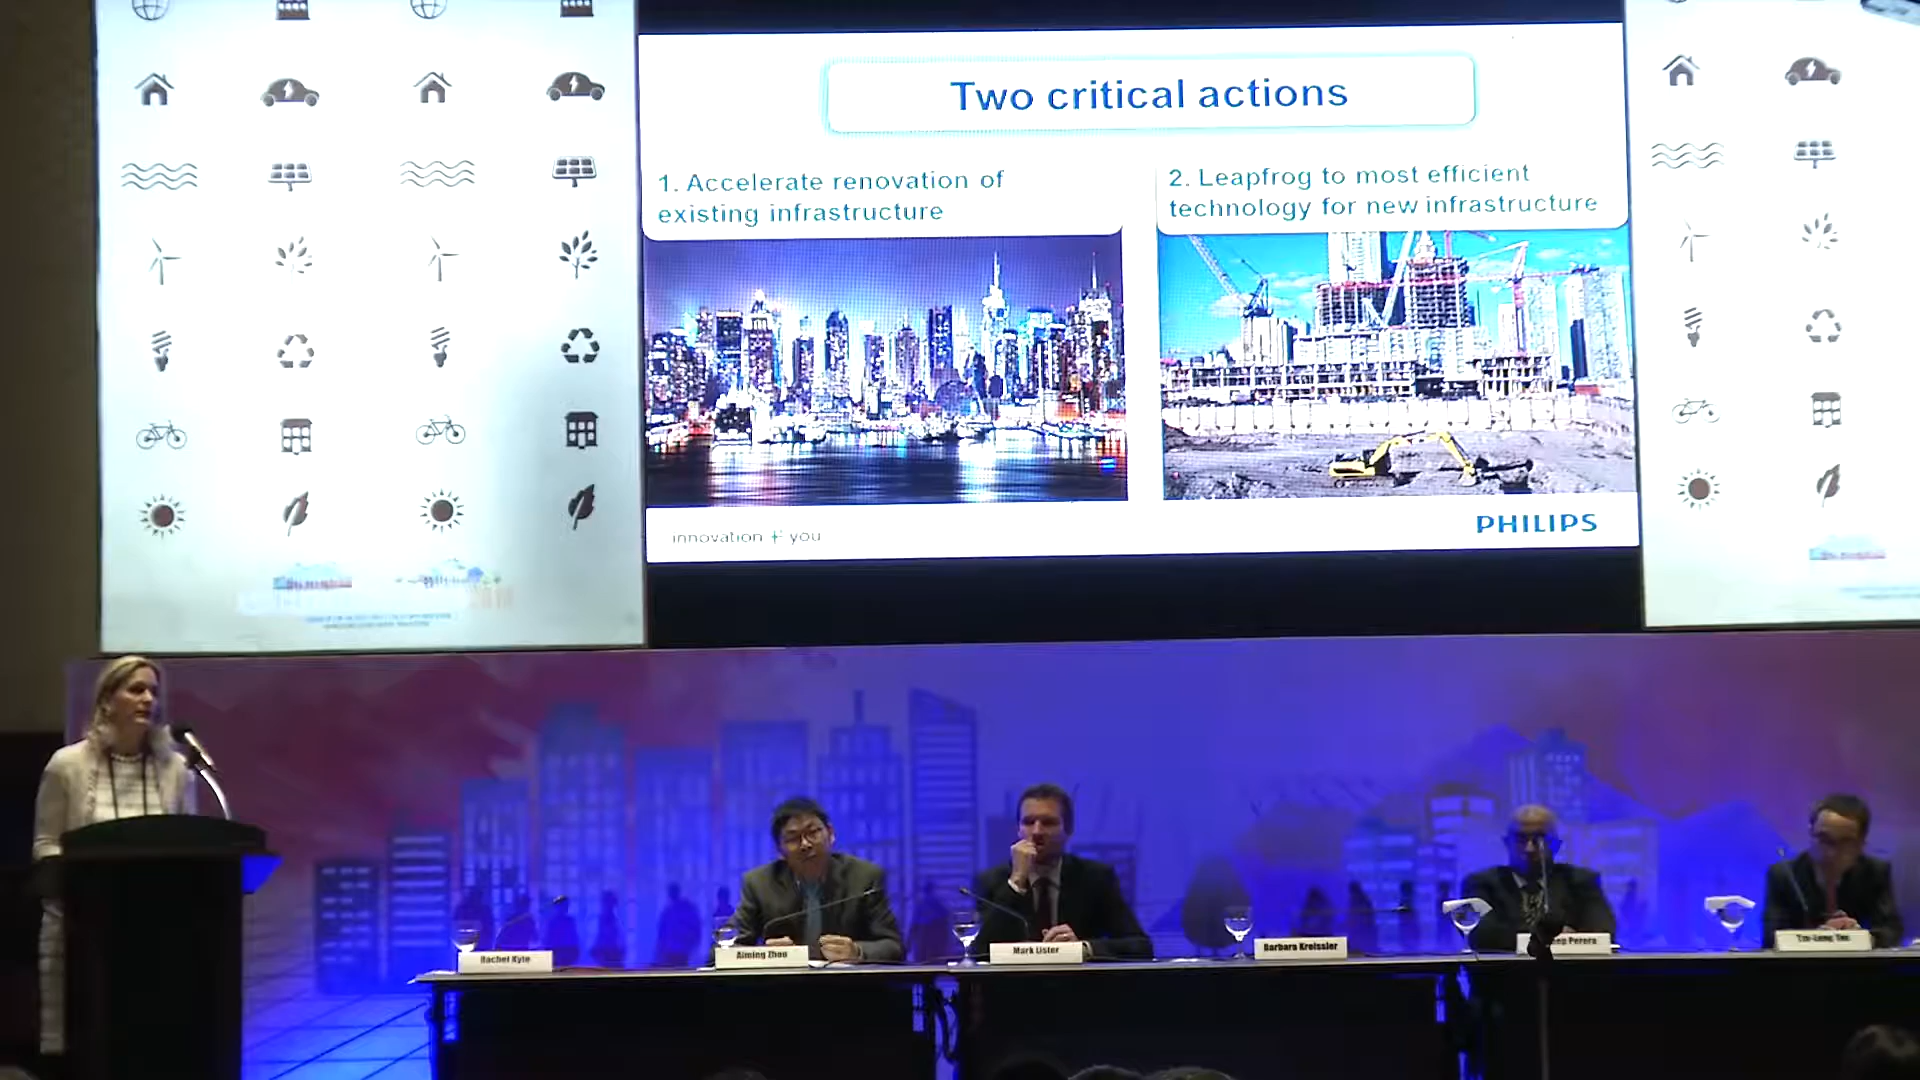 Two critical actions
1. Accelerate renovation of
existing infrastructure
2. Leapfrog to most efficient
technology for new infrastructure
innovation + you
PHILIPS
Rachel Kyte
Aiming Zhou
Mark Lister
Barbara Kreissler
Perera